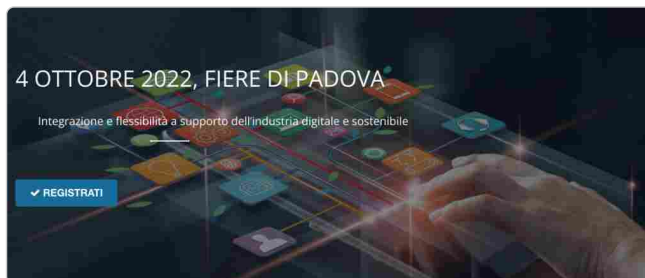 4 OTTOBRE 2022, FIERE DI PADOVA
Integrazione e flessibilità a supporto dell'industria digitale e sostenibile
REGISTRATI